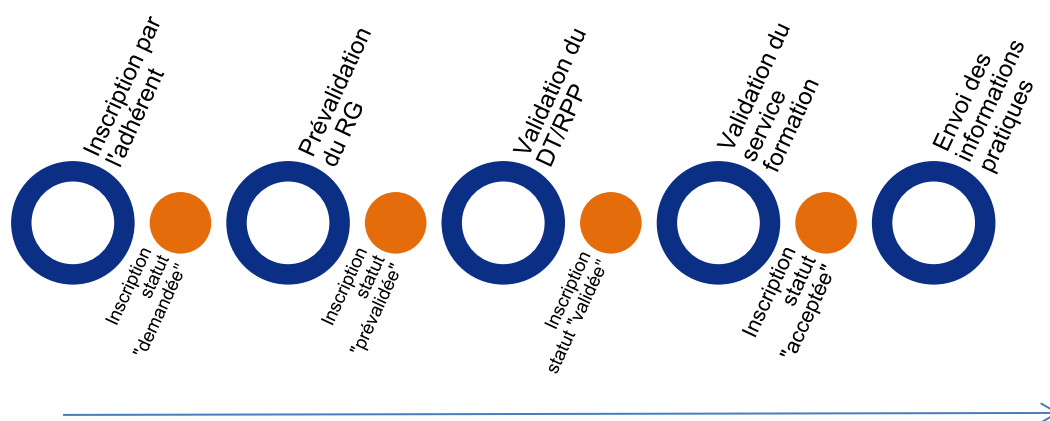 Inscription par
l'adhérent
Inscription
statut
"demandée"
Prévalidation
du RG
Inscription
statut
"prévalidée"
Validation du
DT/RPP
Inscription
statut "validée"
Validation du
service
formation
Inscription
statut
"acceptée"
Envoi des
informations
pratiques